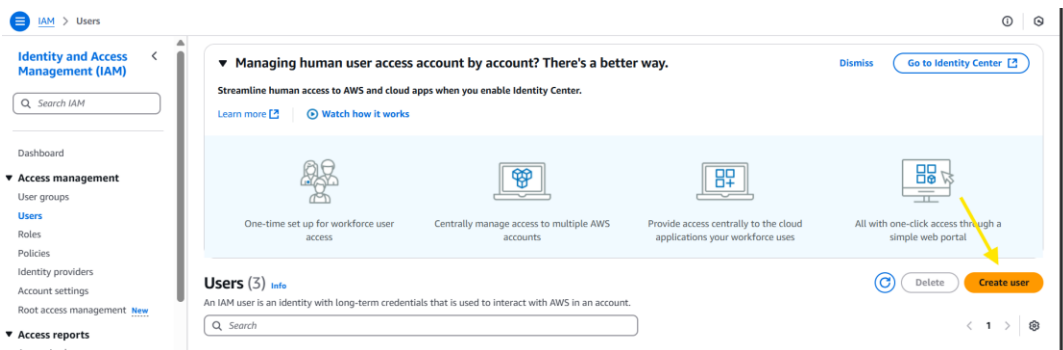 IAM > Users
Identity and Access
Management (IAM)
Search IAM
Dashboard
Access management
User groups
Users
Roles
Policies
Identity providers
Account settings
Root access management New
Access reports
Managing human user access account by account? There's a better way.
Dismiss
Go to Identity Center
Streamline human access to AWS and cloud apps when you enable Identity Center.
Learn more
Watch how it works
One-time set up for workforce user
access
Centrally manage access to multiple AWS
accounts
Provide access centrally to the cloud
applications your workforce uses
All with one-click access through a
simple web portal
Users (3) Info
Delete
Create user
An IAM user is an identity with long-term credentials that is used to interact with AWS in an account.
Search
< 1 >